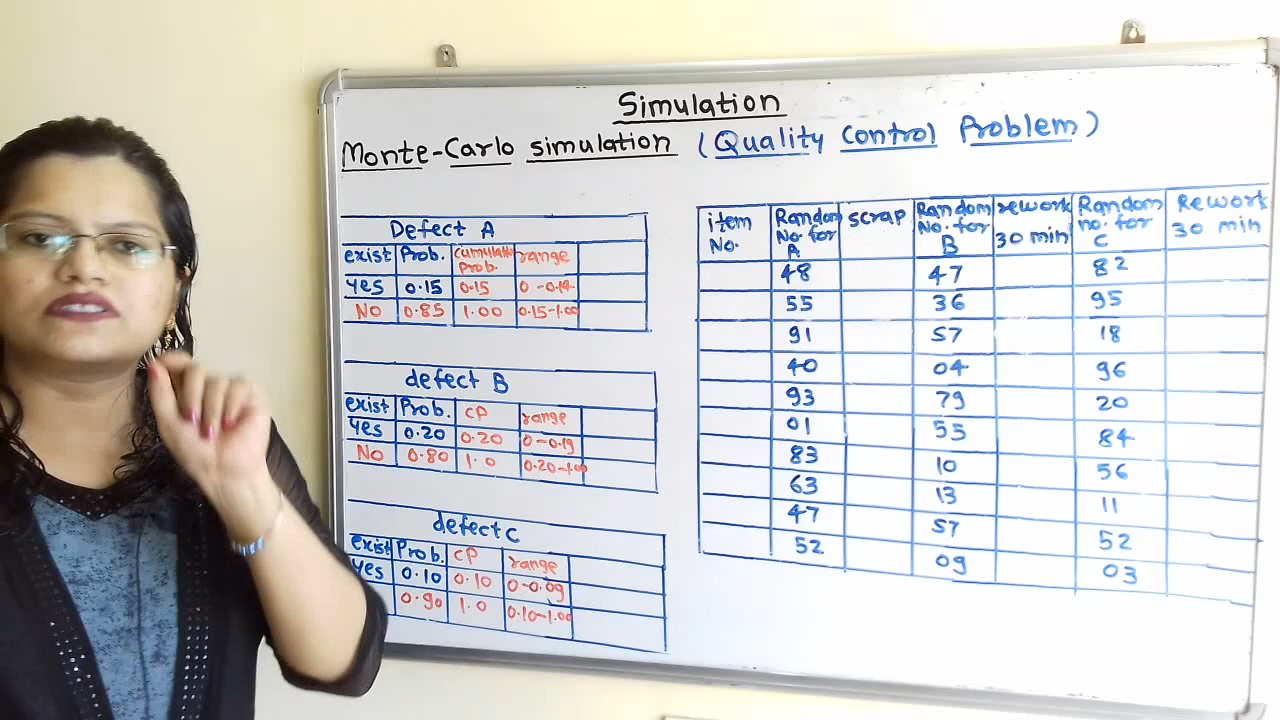 Simulation
Monte-Carlo simulation (Quality Control Problem)
Defect A
exist Prob. cumulativ Prob. range
Yes 0.15 0.15 0-0.14
No 0.85 1.00 0.15-1.00
defect B
exist Prob. CP range
Yes 0.20 0.20 0-0.19
No 0.80 1.0 0.20-1.00
defect C
exist Prob. CP range
Yes 0.10 0.10 0-0.09
0.90 1.0 0.10-1.00
item No. Random No. for A scrap Random No. for B rework 30 min Random no. for C Rework 30 min
48 47 82
55 36 95
91 57 18
40 04 96
93 79 20
01 55 84
83 10 56
63 13 11
47 57 52
52 09 03